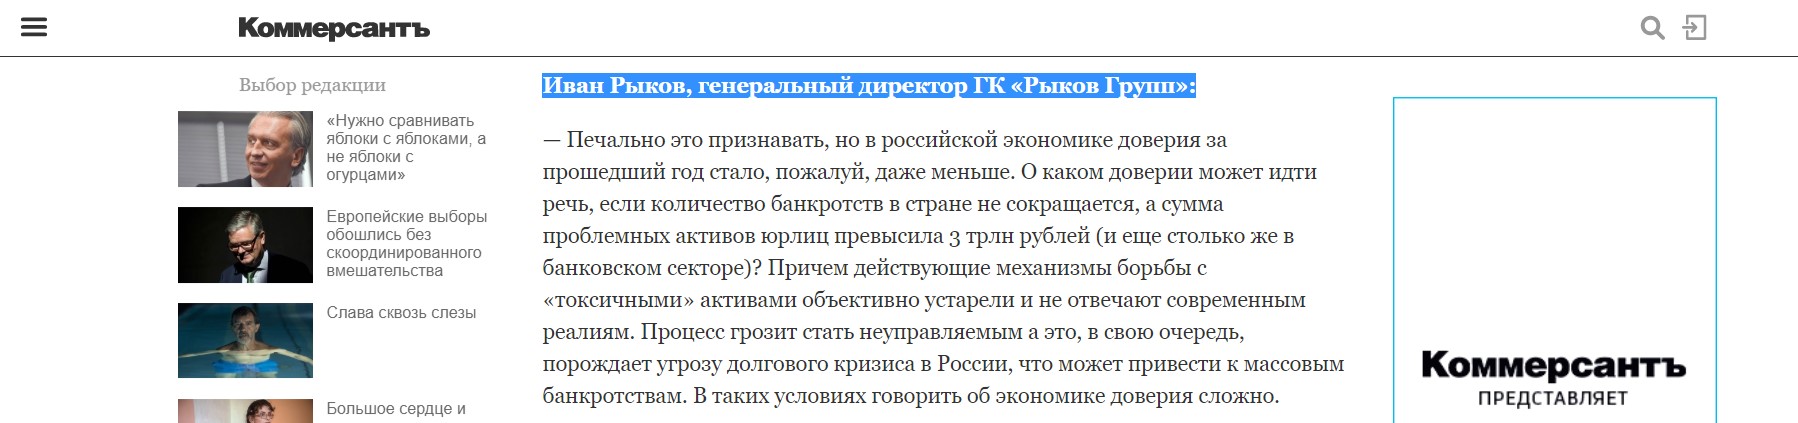 Коммерсантъ
Выбор редакции
«Нужно сравнивать
яблоки с яблоками, а
не яблоки с
огурцами»
Европейские выборы
обошлись без
скоординированного
вмешательства
Слава сквозь слезы
Большое сердце и
Иван Рыков, генеральный директор ГК «Рыков Групп»:
— Печально это признавать, но в российской экономике доверия за
прошедший год стало, пожалуй, даже меньше. О каком доверии может идти
речь, если количество банкротств в стране не сокращается, а сумма
проблемных активов юрлиц превысила 3 трлн рублей (и еще столько же в
банковском секторе)? Причем действующие механизмы борьбы с
«токсичными» активами объективно устарели и не отвечают современным
реалиям. Процесс грозит стать неуправляемым а это, в свою очередь,
порождает угрозу долгового кризиса в России, что может привести к массовым
банкротствам. В таких условиях говорить об экономике доверия сложно.
Коммерсантъ
ПРЕДСТАВЛЯЕТ